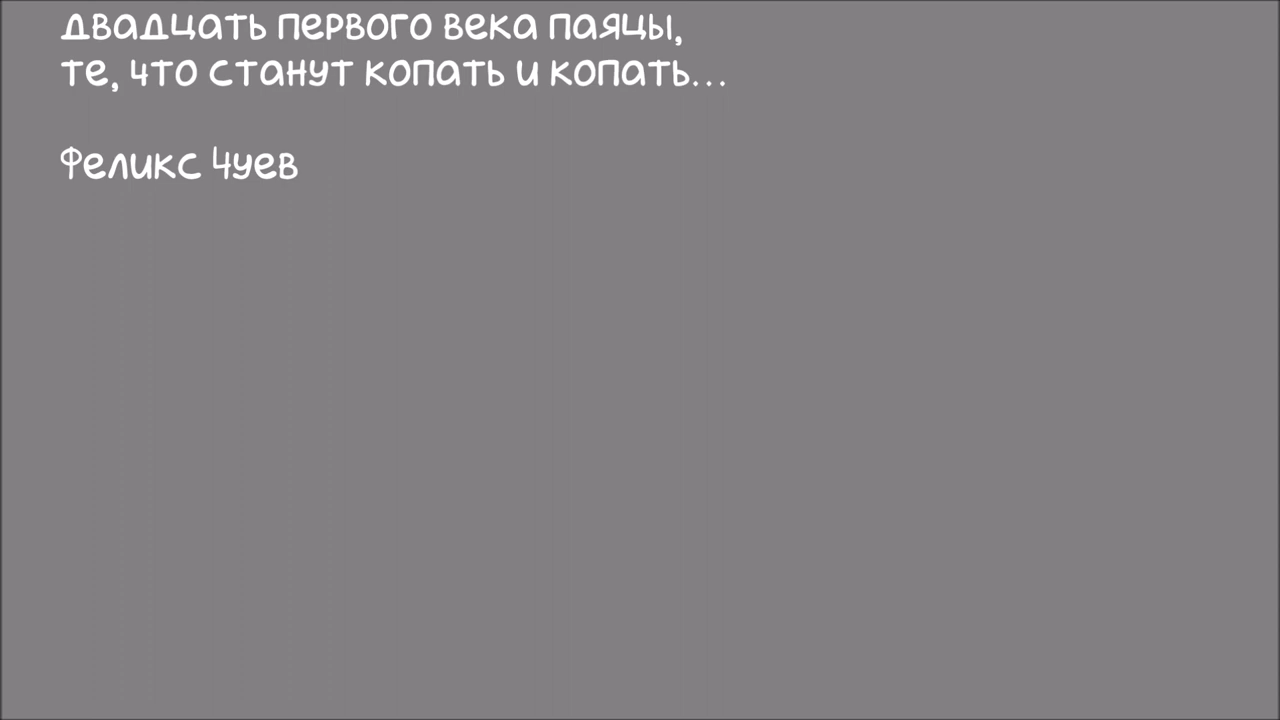 двадцать первого века паяцы,
те, что станут копать и копать...
Феликс Чуев